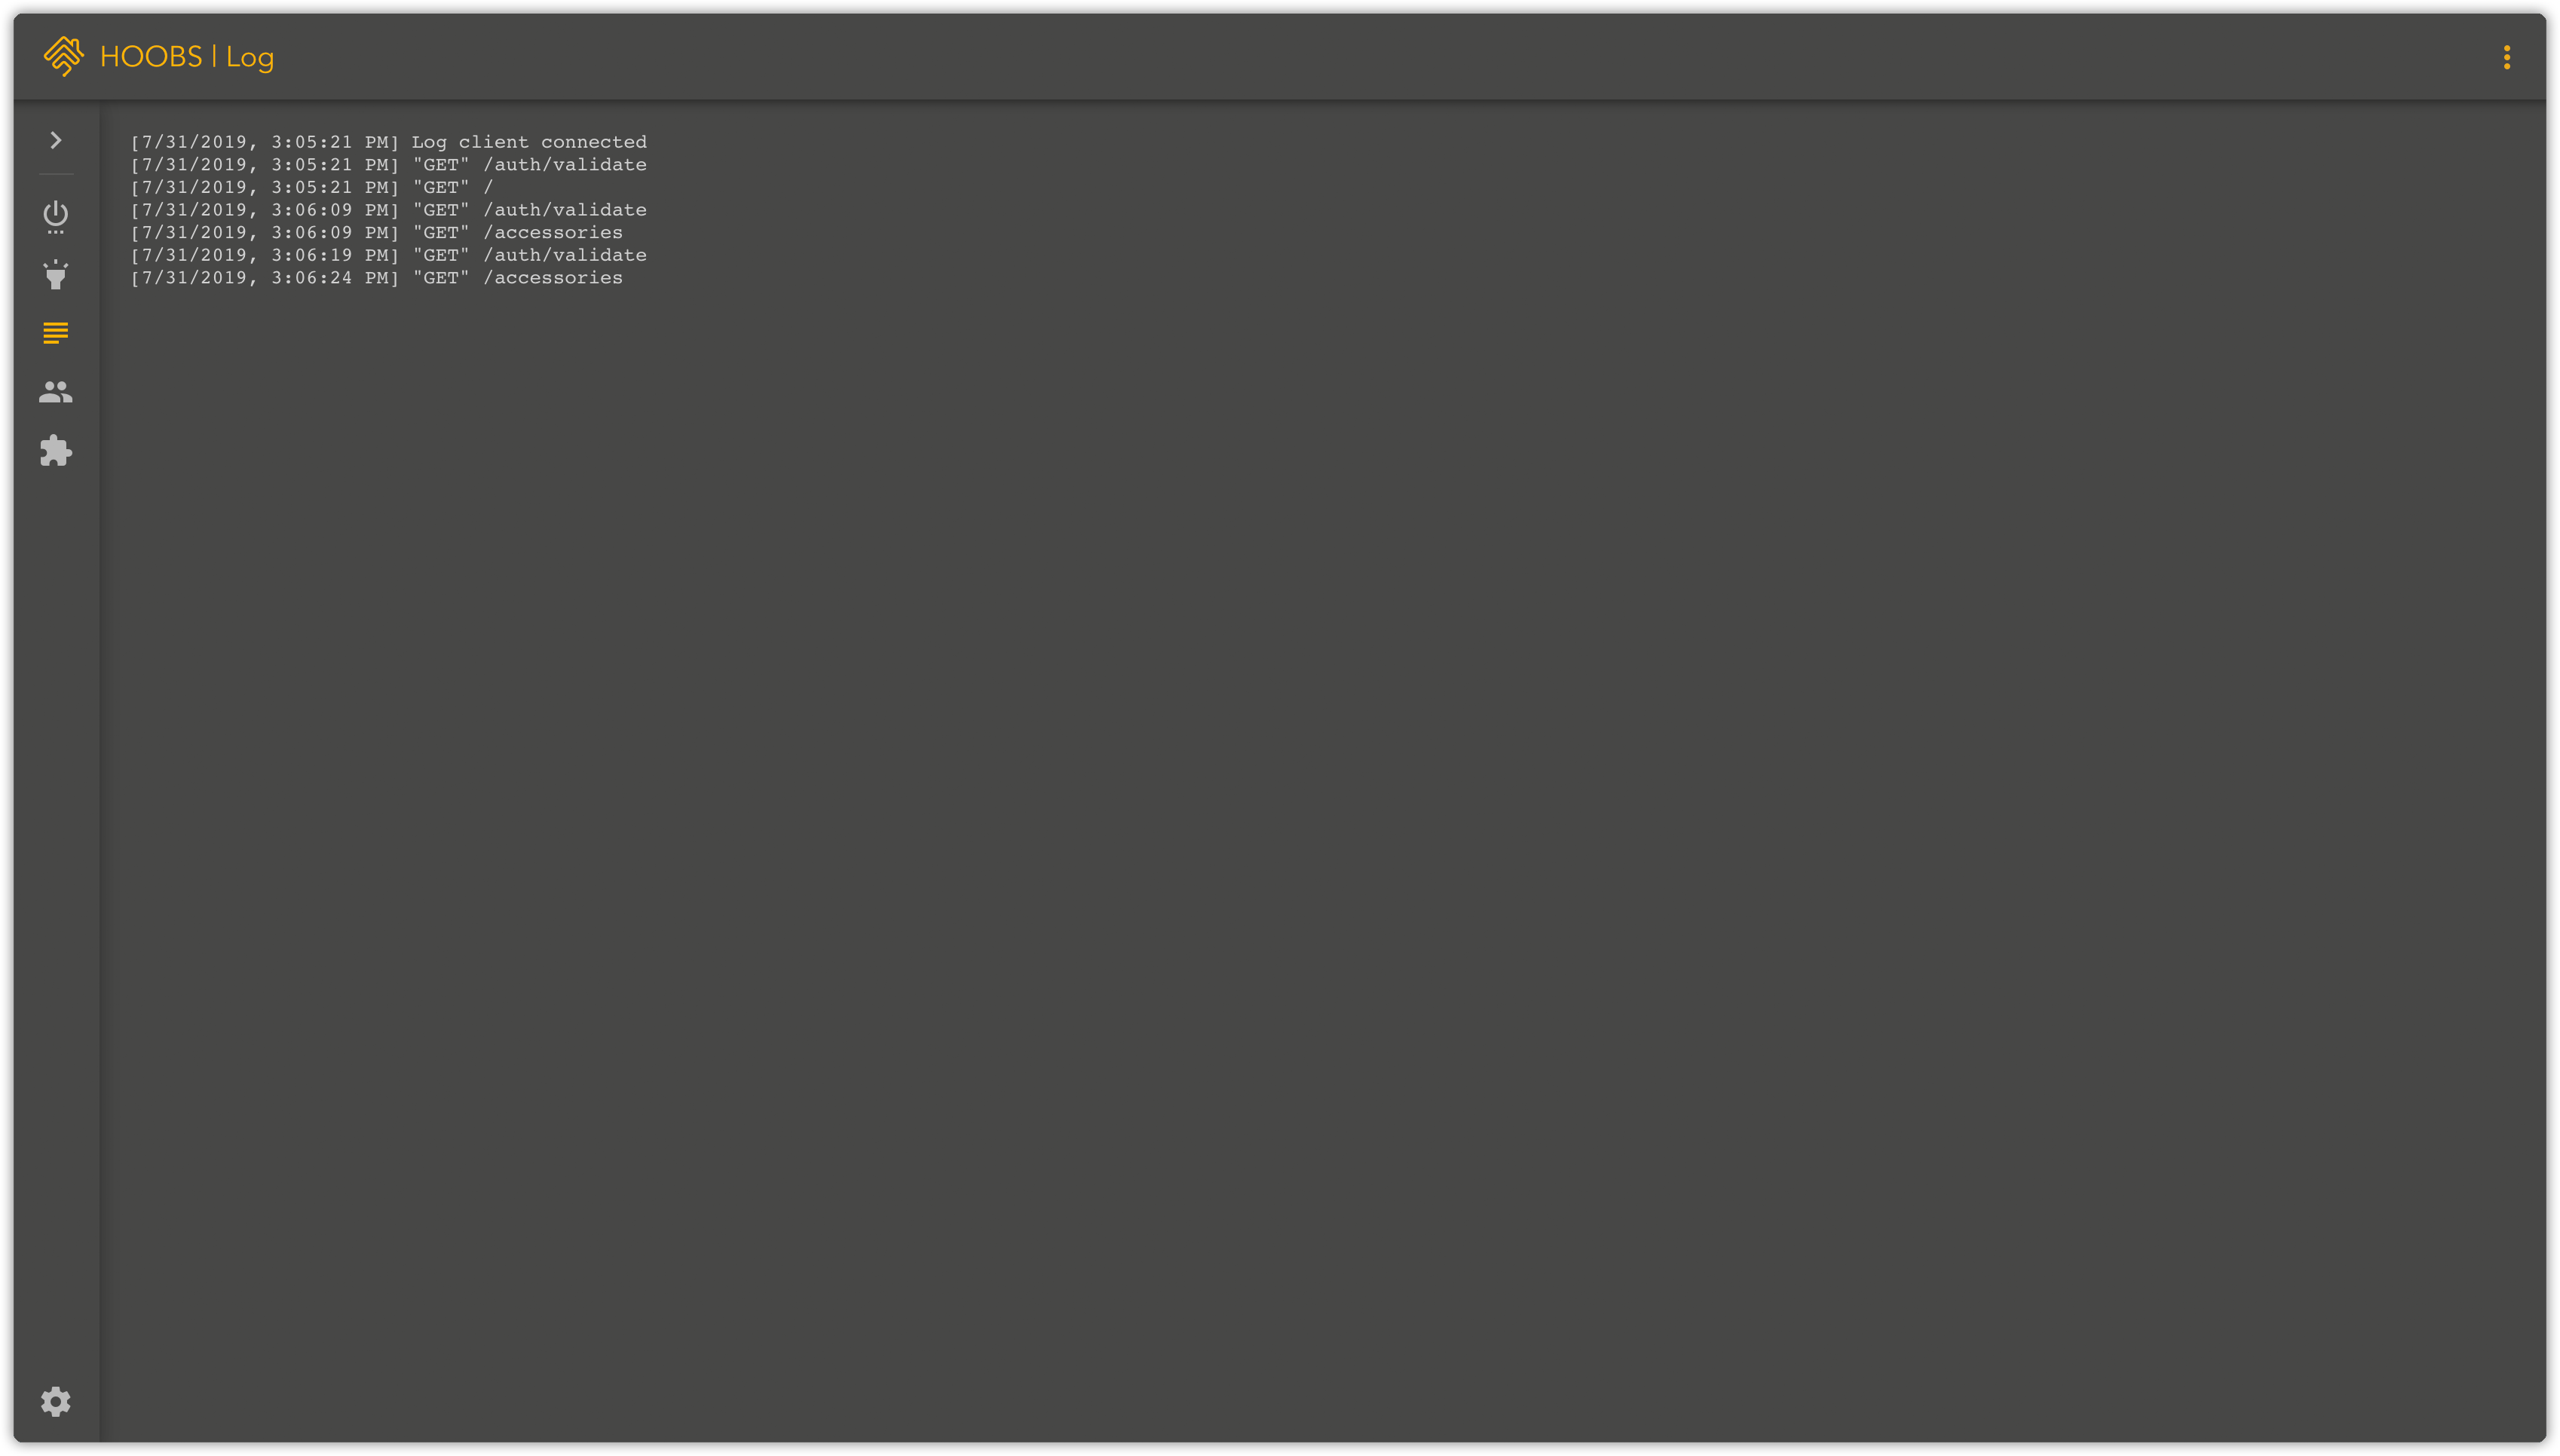 HOOBS | Log
[7/31/2019, 3:05:21 PM] Log client connected
[7/31/2019, 3:05:21 PM] "GET" /auth/validate
[7/31/2019, 3:05:21 PM] "GET" /
[7/31/2019, 3:06:09 PM] "GET" /auth/validate
[7/31/2019, 3:06:09 PM] "GET" /accessories
[7/31/2019, 3:06:19 PM] "GET" /auth/validate
[7/31/2019, 3:06:24 PM] "GET" /accessories